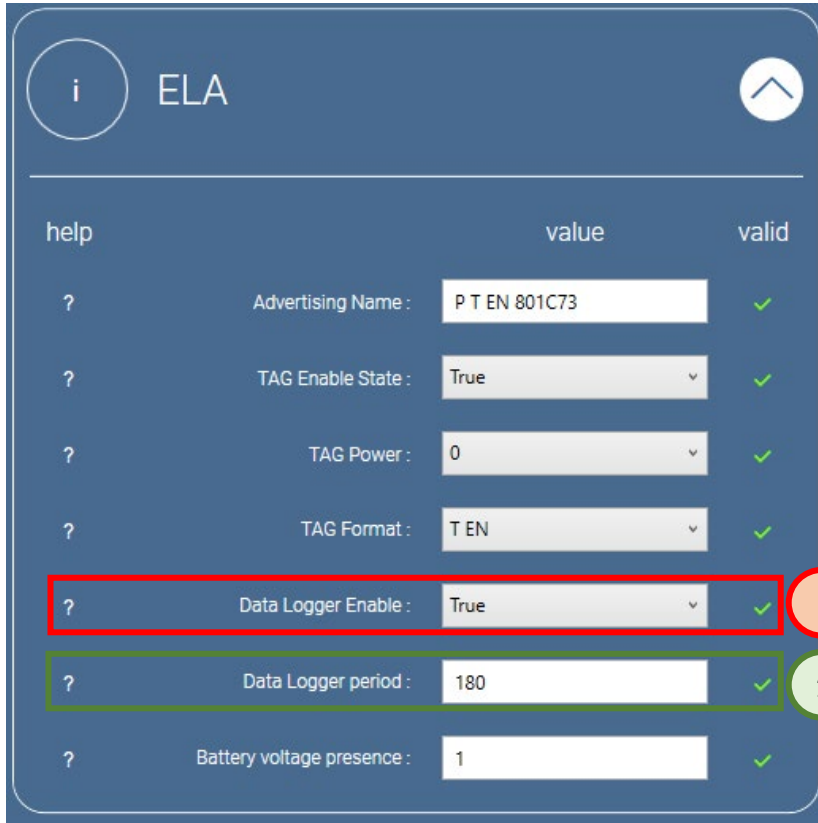 i ELA
help value valid
? Advertising Name : P T EN 801C73
? TAG Enable State : True
? TAG Power : 0
? TAG Format : T EN
? Data Logger Enable : True
? Data Logger period : 180
? Battery voltage presence : 1